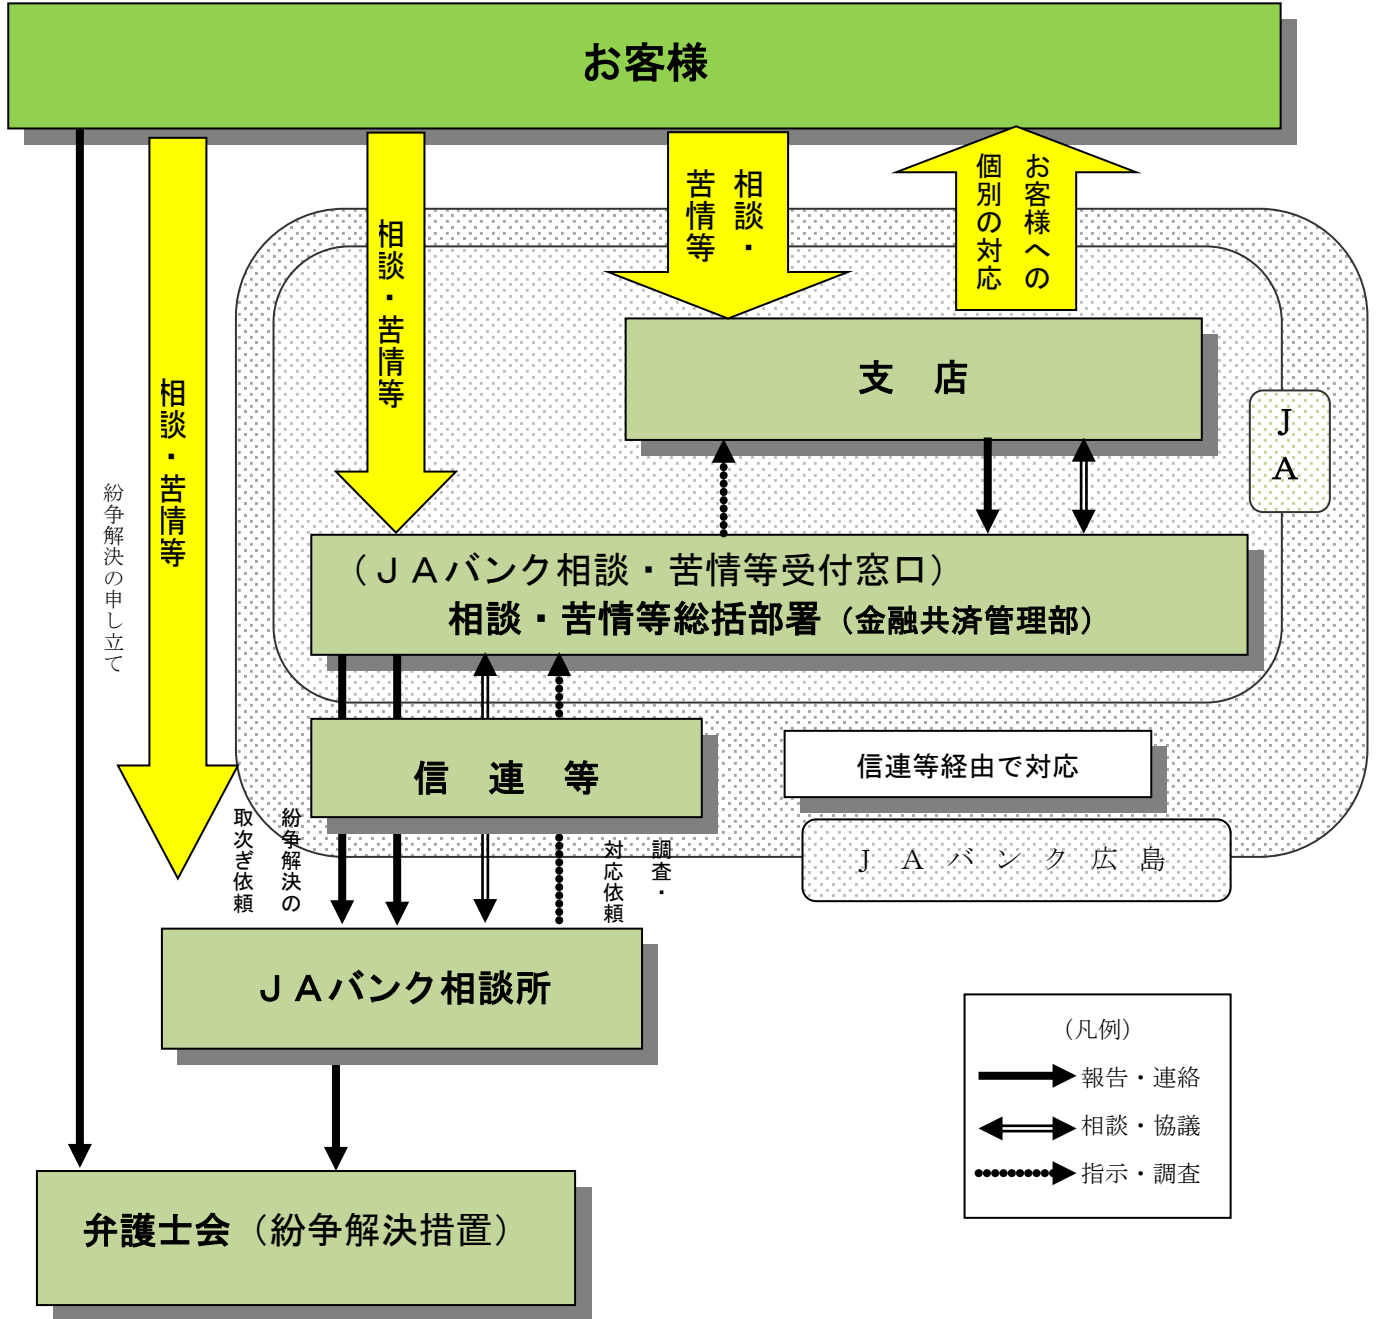 お客様
お客様への
個別の対応
相談・
苦情等
相談・苦情等
相談・苦情等
紛争解決の申し立て
支　店
Ｊ
Ａ
（ＪＡバンク相談・苦情等受付窓口）
相談・苦情等総括部署（金融共済管理部）
信　連　等
信連等経由で対応
ＪＡバンク広島
紛争解決の
取次ぎ依頼
調査・
対応依頼
ＪＡバンク相談所
（凡例）
報告・連絡
相談・協議
指示・調査
弁護士会（紛争解決措置）